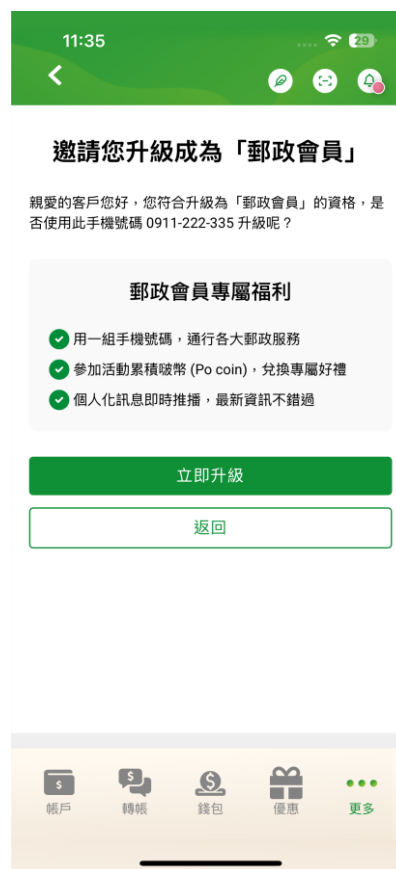 11:35
29
邀請您升級成為「郵政會員」
親愛的客戶您好，您符合升級為「郵政會員」的資格，是
否使用此手機號碼 0911-222-335 升級呢？
郵政會員專屬福利
用一組手機號碼，通行各大郵政服務
參加活動累積啵幣 (Po coin)，兌換專屬好禮
個人化訊息即時推播，最新資訊不錯過
立即升級
返回
帳戶
轉帳
錢包
優惠
更多